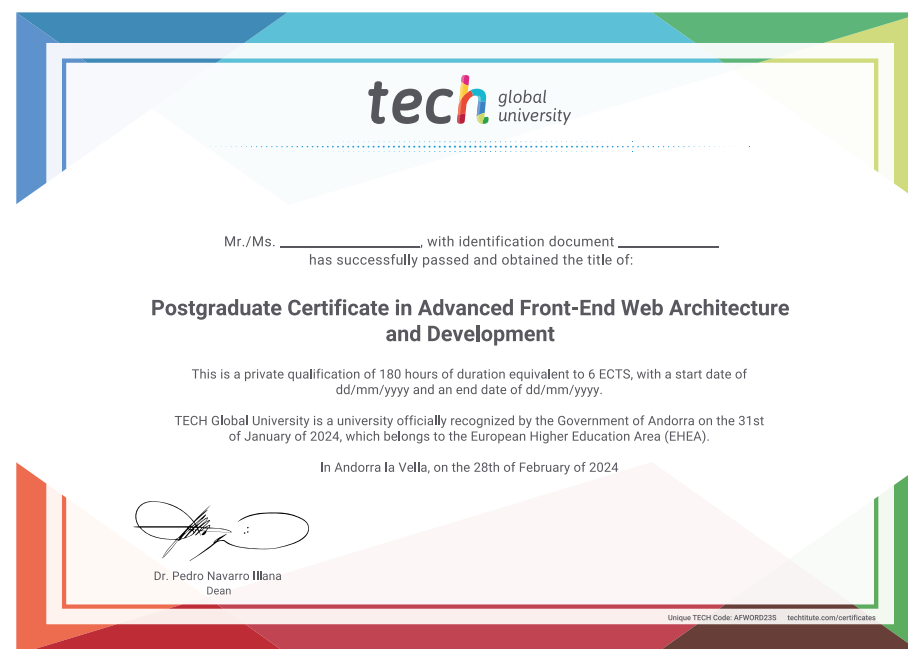 tech global university
Mr./Ms. ____________________, with identification document ______________
has successfully passed and obtained the title of:
Postgraduate Certificate in Advanced Front-End Web Architecture
and Development
This is a private qualification of 180 hours of duration equivalent to 6 ECTS, with a start date of
dd/mm/yyyy and an end date of dd/mm/yyyy.
TECH Global University is a university officially recognized by the Government of Andorra on the 31st
of January of 2024, which belongs to the European Higher Education Area (EHEA).
In Andorra la Vella, on the 28th of February of 2024
Dr. Pedro Navarro Illana
Dean
Unique TECH Code: AFWORD23S techtitute.com/certificates